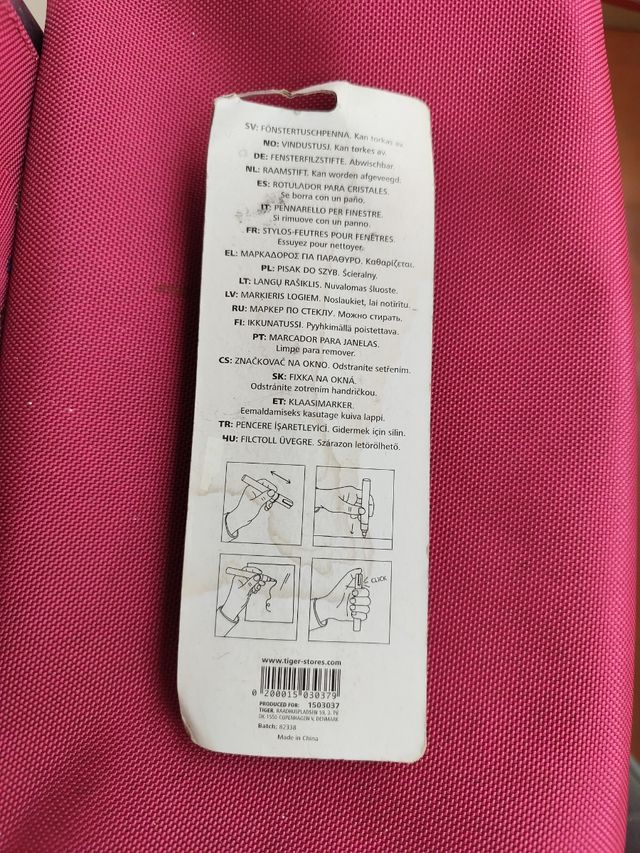 SV: FÖNSTERTUSCHPENNA. Kan torkas av.
NO: VINDUSTUSJ. Kan tørkes av.
DE: FENSTERFILZSTIFTE. Abwischbar.
NL: RAAMSTIFT. Kan worden afgeveegd.
ES: ROTULADOR PARA CRISTALES.
Se borra con un paño.
IT: PENNARELLO PER FINESTRE.
Si rimuove con un panno.
FR: STYLOS-FEUTRES POUR FENÊTRES.
Essuyez pour nettoyer.
EL: ΜΑΡΚΑΔΟΡΟΣ ΓΙΑ ΠΑΡΑΘΥΡΟ. Καθαρίζεται.
PL: PISAK DO SZYB. Ścieralny.
LT: LANGŲ RAŠIKLIS. Nuvalomas šluoste.
LV: MARĶIERIS LOGIEM. Noslaukiet, lai notīrītu.
RU: МАРКЕР ПО СТЕКЛУ. Можно стирать.
FI: IKKUNATUSSI. Pyyhkimällä poistettava.
PT: MARCADOR PARA JANELAS.
Limpe para remover.
CS: ZNAČKOVAČ NA OKNO. Odstraníte setřením.
SK: FIXKA NA OKNÁ.
Odstránite zotrením handričkou.
ET: KLAASIMARKER.
Eemaldamiseks kasutage kuiva lappi.
TR: PENCERE İŞARETLEYİCİ. Gidermek için silin.
HU: FILCTOLL ÜVEGRE. Szárazon letörölhető.
CLICK
www.tiger-stores.com
0 200015 030379
PRODUCED FOR: 1503037
TIGER, RAADHUSPLADSEN 59, 3. TV
DK-1550 COPENHAGEN V, DENMARK
Batch: 82338
Made in China